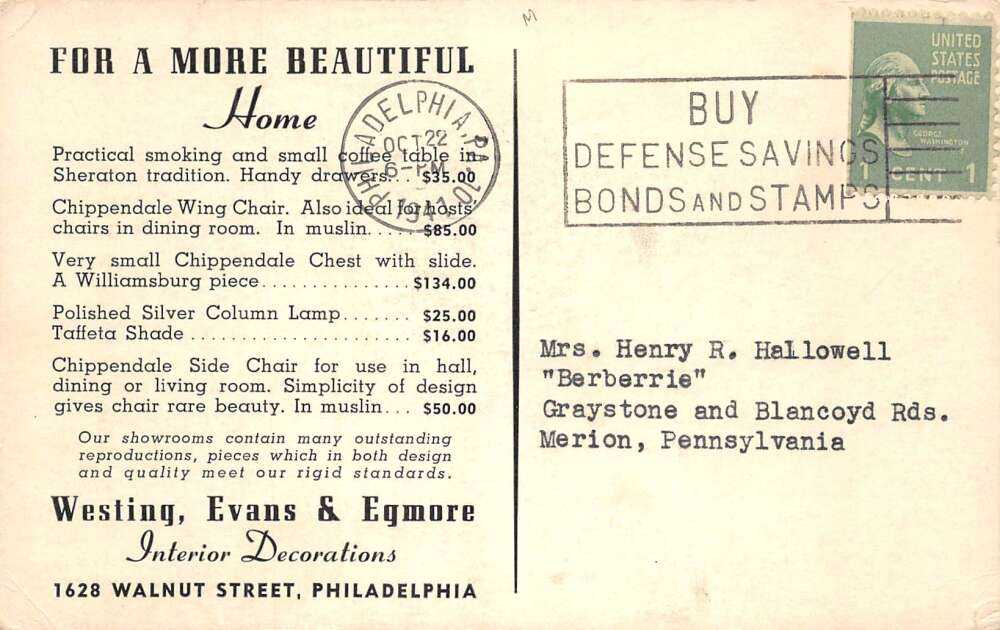 M
FOR A MORE BEAUTIFUL
Home
Practical smoking and small coffee table in
Sheraton tradition. Handy drawers... $35.00
Chippendale Wing Chair. Also ideal for hosts
chairs in dining room. In muslin..... $85.00
Very small Chippendale Chest with slide.
A Williamsburg piece............... $134.00
Polished Silver Column Lamp....... $25.00
Taffeta Shade...................... $16.00
Chippendale Side Chair for use in hall,
dining or living room. Simplicity of design
gives chair rare beauty. In muslin... $50.00
Our showrooms contain many outstanding
reproductions, pieces which in both design
and quality meet our rigid standards.
Westing, Evans & Egmore
Interior Decorations
1628 WALNUT STREET, PHILADELPHIA
PHILADELPHIA, PA. 10
OCT 22
6-PM
1941
BUY
DEFENSE SAVINGS
BONDS AND STAMPS
UNITED
STATES
POSTAGE
GEORGE
WASHINGTON
1 CENT 1
Mrs. Henry R. Hallowell
"Berberrie"
Graystone and Blancoyd Rds.
Merion, Pennsylvania